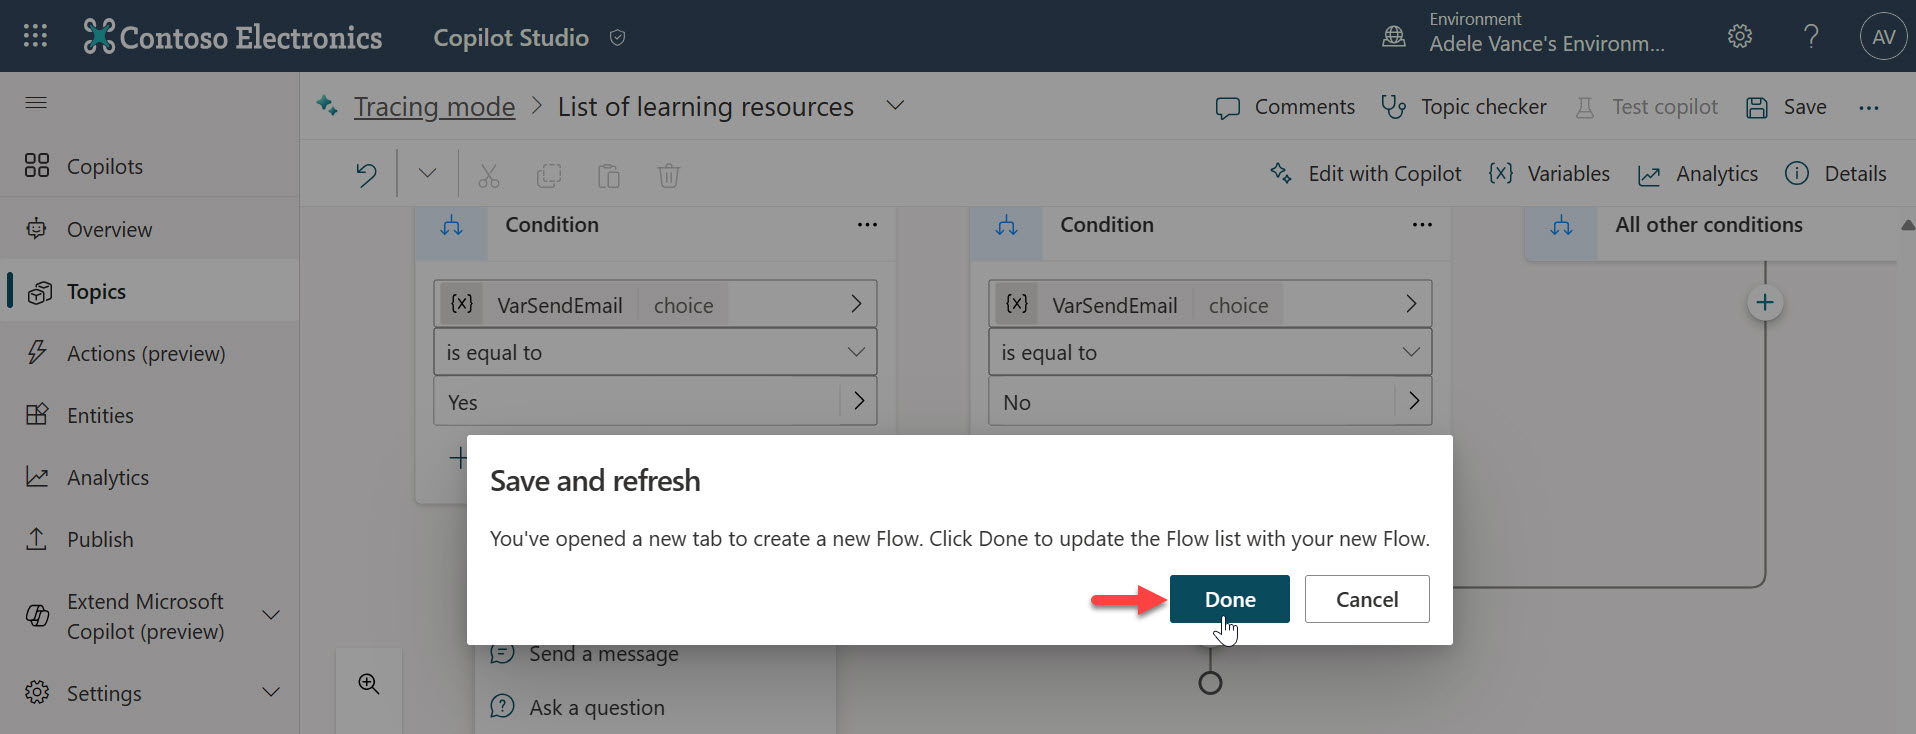 Contoso Electronics
Copilot Studio
Environment
Adele Vance's Environm...
AV
Tracing mode > List of learning resources
Comments
Topic checker
Test copilot
Save
...
Copilots
Overview
Topics
Actions (preview)
Entities
Analytics
Publish
Extend Microsoft
Copilot (preview)
Settings
Edit with Copilot
{x} Variables
Analytics
Details
Condition
...
{x} VarSendEmail choice
is equal to
Yes
Condition
...
{x} VarSendEmail choice
is equal to
No
All other conditions
Save and refresh
You've opened a new tab to create a new Flow. Click Done to update the Flow list with your new Flow.
Done
Cancel
Send a message
Ask a question